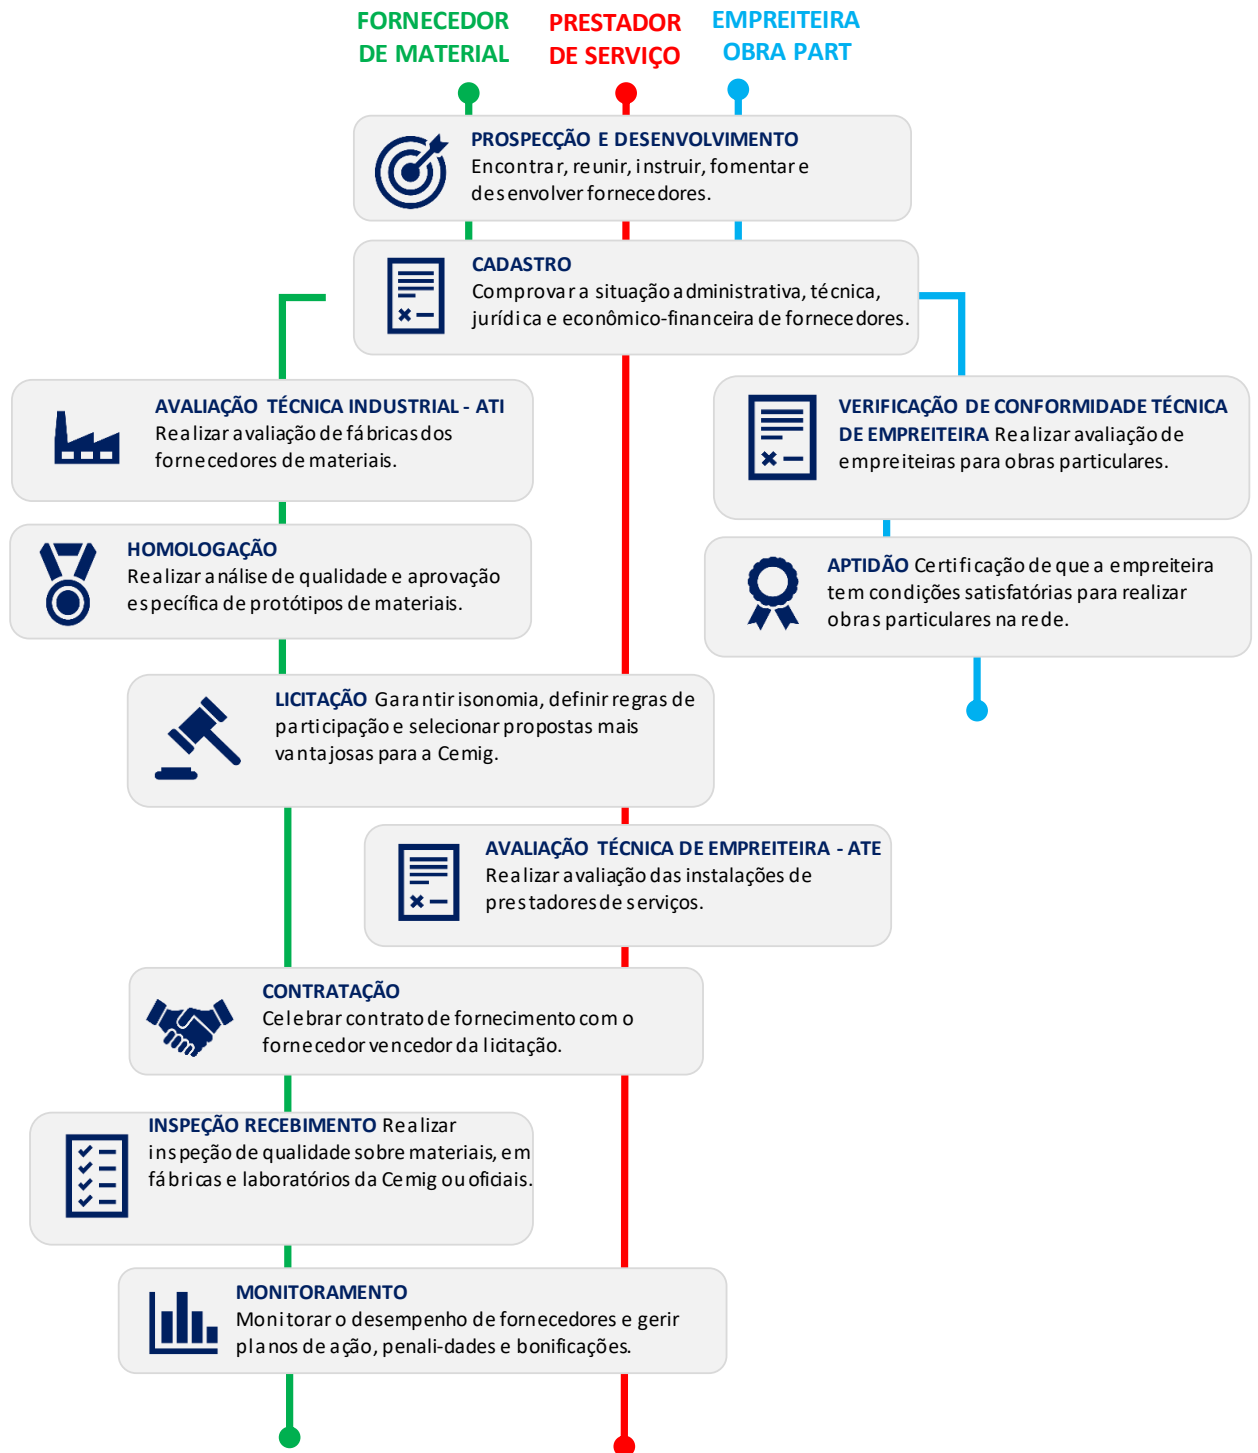 FORNECEDOR
DE MATERIAL
PRESTADOR
DE SERVIÇO
EMPREITEIRA
OBRA PART
PROSPECÇÃO E DESENVOLVIMENTO
Encontrar, reunir, instruir, fomentar e
desenvolver fornecedores.
CADASTRO
Comprovar a situação administrativa, técnica,
jurídica e econômico-financeira de fornecedores.
AVALIAÇÃO TÉCNICA INDUSTRIAL - ATI
Realizar avaliação de fábricas dos
fornecedores de materiais.
VERIFICAÇÃO DE CONFORMIDADE TÉCNICA
DE EMPREITEIRA Realizar avaliação de
empreiteiras para obras particulares.
HOMOLOGAÇÃO
Realizar análise de qualidade e aprovação
específica de protótipos de materiais.
APTIDÃO Certificação de que a empreiteira
tem condições satisfatórias para realizar
obras particulares na rede.
LICITAÇÃO Garantir isonomia, definir regras de
participação e selecionar propostas mais
vantajosas para a Cemig.
AVALIAÇÃO TÉCNICA DE EMPREITEIRA - ATE
Realizar avaliação das instalações de
prestadores de serviços.
CONTRATAÇÃO
Celebrar contrato de fornecimento com o
fornecedor vencedor da licitação.
INSPEÇÃO RECEBIMENTO Realizar
inspeção de qualidade sobre materiais, em
fábricas e laboratórios da Cemig ou oficiais.
MONITORAMENTO
Monitorar o desempenho de fornecedores e gerir
planos de ação, penali-dades e bonificações.